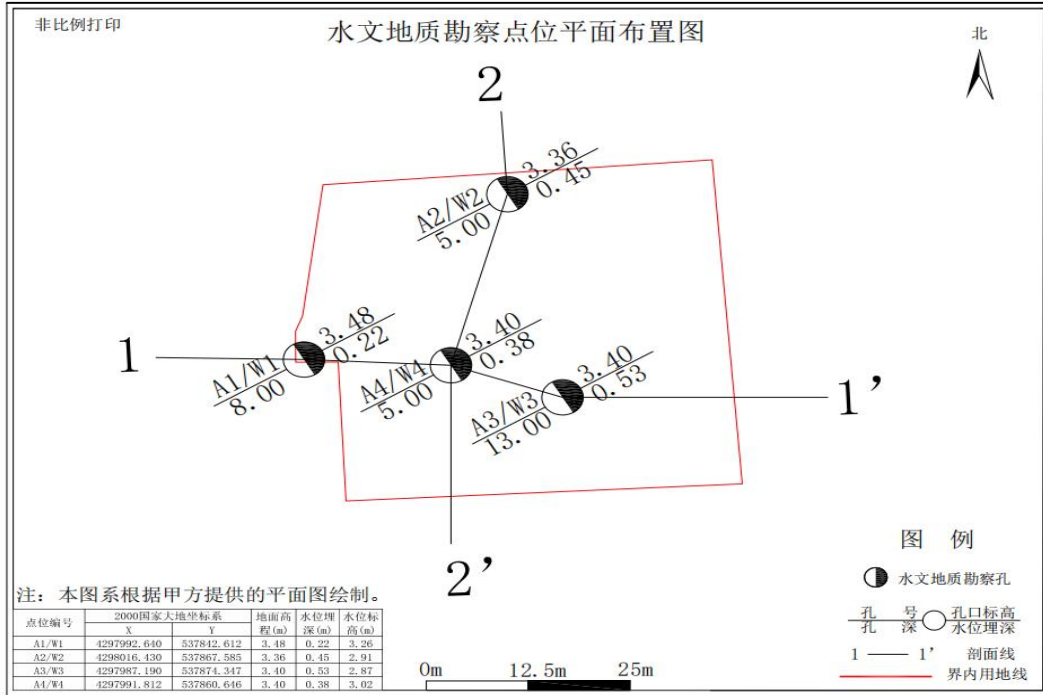 非比例打印
水文地质勘察点位平面布置图
北
2
A2/W2 3.36
5.00 0.45
A1/W1 3.48
8.00 0.22
1
A4/W4 3.40
5.00 0.38
A3/W3 3.40
13.00 0.53
1’
2’
图 例
水文地质勘察孔
孔 号 孔口标高
孔 深 水位埋深
1 —— 1' 剖面线
界内用地线
注：本图系根据甲方提供的平面图绘制。
点位编号 2000国家大地坐标系 地面高程(m) 水位埋深(m) 水位标高(m)
X Y
A1/W1 4297992.640 537842.612 3.48 0.22 3.26
A2/W2 4298016.430 537867.585 3.36 0.45 2.91
A3/W3 4297987.190 537874.347 3.40 0.53 2.87
A4/W4 4297991.812 537860.646 3.40 0.38 3.02
0m 12.5m 25m